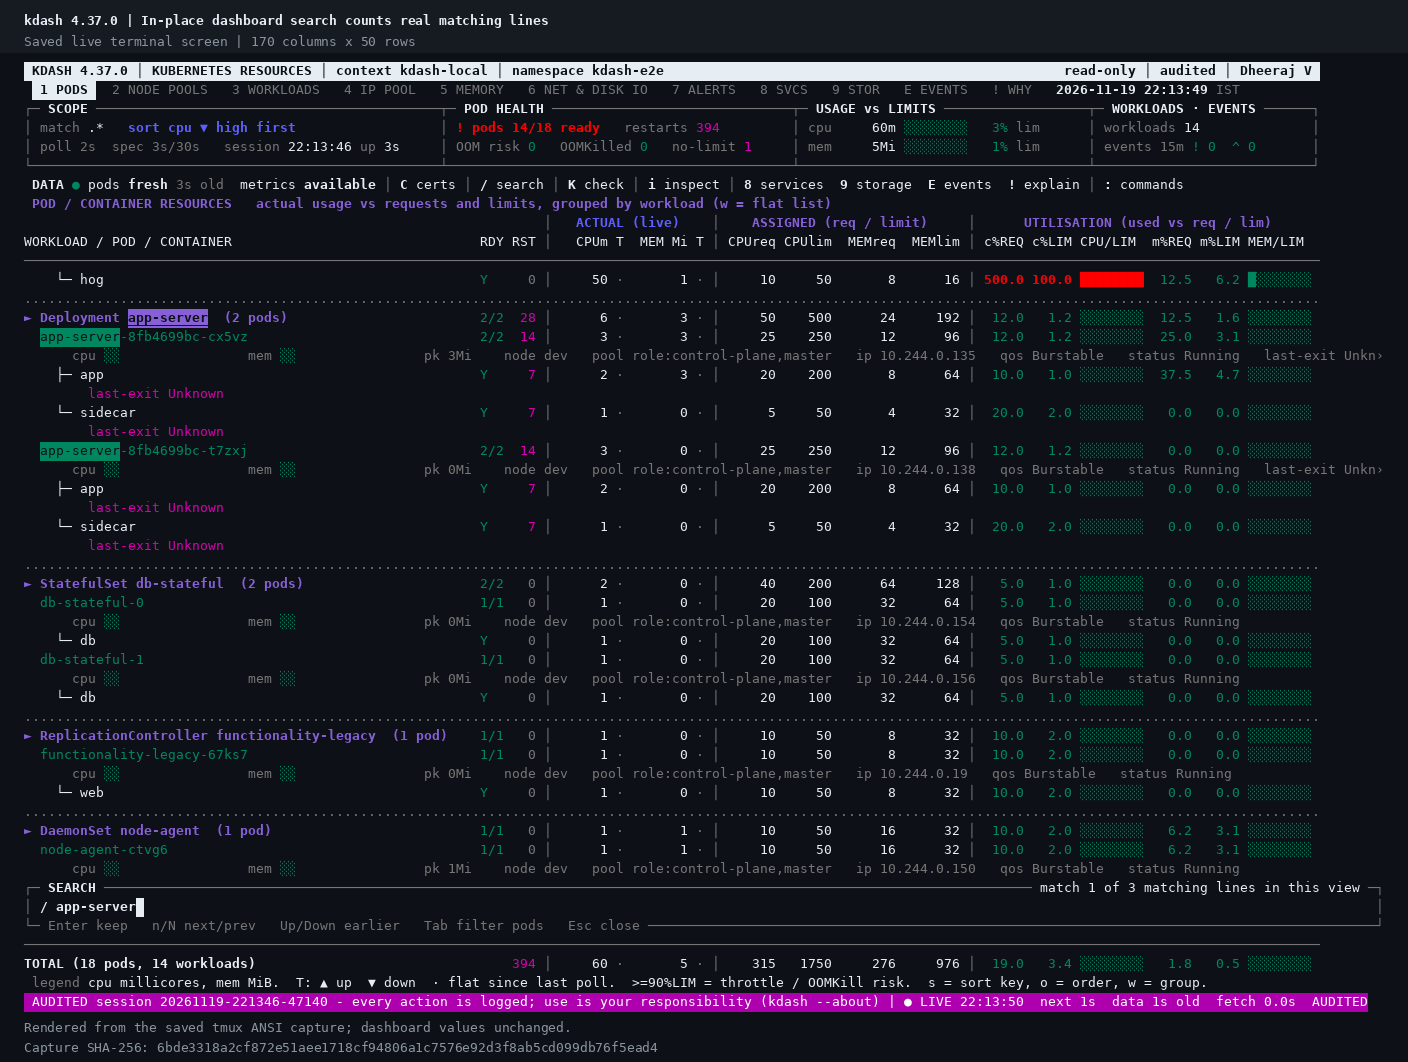 kdash 4.37.0 | In-place dashboard search counts real matching lines
Saved live terminal screen | 170 columns x 50 rows
KDASH 4.37.0 │ KUBERNETES RESOURCES │ context kdash-local │ namespace kdash-e2e read-only │ audited │ Dheeraj V
1 PODS 2 NODE POOLS 3 WORKLOADS 4 IP POOL 5 MEMORY 6 NET & DISK IO 7 ALERTS 8 SVCS 9 STOR E EVENTS ! WHY 2026-11-19 22:13:49 IST
SCOPE POD HEALTH USAGE vs LIMITS WORKLOADS · EVENTS
match .* sort cpu ▼ high first │ ! pods 14/18 ready restarts 394 │ cpu 60m ░░░░░░░░ 3% lim │ workloads 14
poll 2s spec 3s/30s session 22:13:46 up 3s │ OOM risk 0 OOMKilled 0 no-limit 1 │ mem 5Mi ░░░░░░░░ 1% lim │ events 15m ! 0 ^ 0
DATA ● pods fresh 3s old metrics available │ C certs │ / search │ K check │ i inspect │ 8 services 9 storage E events ! explain │ : commands
POD / CONTAINER RESOURCES actual usage vs requests and limits, grouped by workload (w = flat list)
│ ACTUAL (live) │ ASSIGNED (req / limit) │ UTILISATION (used vs req / lim)
WORKLOAD / POD / CONTAINER RDY RST │ CPUm T MEM Mi T │ CPUreq CPUlim MEMreq MEMlim │ c%REQ c%LIM CPU/LIM m%REQ m%LIM MEM/LIM
└─ hog Y 0 │ 50 · 1 · │ 10 50 8 16 │ 500.0 100.0 ████████ 12.5 6.2 █░░░░░░░
► Deployment app-server (2 pods) 2/2 28 │ 6 · 3 · │ 50 500 24 192 │ 12.0 1.2 ░░░░░░░░ 12.5 1.6 ░░░░░░░░
app-server-8fb4699bc-cx5vz 2/2 14 │ 3 · 3 · │ 25 250 12 96 │ 12.0 1.2 ░░░░░░░░ 25.0 3.1 ░░░░░░░░
cpu ░░ mem ░░ pk 3Mi node dev pool role:control-plane,master ip 10.244.0.135 qos Burstable status Running last-exit Unkn›
├─ app Y 7 │ 2 · 3 · │ 20 200 8 64 │ 10.0 1.0 ░░░░░░░░ 37.5 4.7 ░░░░░░░░
last-exit Unknown
└─ sidecar Y 7 │ 1 · 0 · │ 5 50 4 32 │ 20.0 2.0 ░░░░░░░░ 0.0 0.0 ░░░░░░░░
last-exit Unknown
app-server-8fb4699bc-t7zxj 2/2 14 │ 3 · 0 · │ 25 250 12 96 │ 12.0 1.2 ░░░░░░░░ 0.0 0.0 ░░░░░░░░
cpu ░░ mem ░░ pk 0Mi node dev pool role:control-plane,master ip 10.244.0.138 qos Burstable status Running last-exit Unkn›
├─ app Y 7 │ 2 · 0 · │ 20 200 8 64 │ 10.0 1.0 ░░░░░░░░ 0.0 0.0 ░░░░░░░░
last-exit Unknown
└─ sidecar Y 7 │ 1 · 0 · │ 5 50 4 32 │ 20.0 2.0 ░░░░░░░░ 0.0 0.0 ░░░░░░░░
last-exit Unknown
► StatefulSet db-stateful (2 pods) 2/2 0 │ 2 · 0 · │ 40 200 64 128 │ 5.0 1.0 ░░░░░░░░ 0.0 0.0 ░░░░░░░░
db-stateful-0 1/1 0 │ 1 · 0 · │ 20 100 32 64 │ 5.0 1.0 ░░░░░░░░ 0.0 0.0 ░░░░░░░░
cpu ░░ mem ░░ pk 0Mi node dev pool role:control-plane,master ip 10.244.0.154 qos Burstable status Running
└─ db Y 0 │ 1 · 0 · │ 20 100 32 64 │ 5.0 1.0 ░░░░░░░░ 0.0 0.0 ░░░░░░░░
db-stateful-1 1/1 0 │ 1 · 0 · │ 20 100 32 64 │ 5.0 1.0 ░░░░░░░░ 0.0 0.0 ░░░░░░░░
cpu ░░ mem ░░ pk 0Mi node dev pool role:control-plane,master ip 10.244.0.156 qos Burstable status Running
└─ db Y 0 │ 1 · 0 · │ 20 100 32 64 │ 5.0 1.0 ░░░░░░░░ 0.0 0.0 ░░░░░░░░
► ReplicationController functionality-legacy (1 pod) 1/1 0 │ 1 · 0 · │ 10 50 8 32 │ 10.0 2.0 ░░░░░░░░ 0.0 0.0 ░░░░░░░░
functionality-legacy-67ks7 1/1 0 │ 1 · 0 · │ 10 50 8 32 │ 10.0 2.0 ░░░░░░░░ 0.0 0.0 ░░░░░░░░
cpu ░░ mem ░░ pk 0Mi node dev pool role:control-plane,master ip 10.244.0.19 qos Burstable status Running
└─ web Y 0 │ 1 · 0 · │ 10 50 8 32 │ 10.0 2.0 ░░░░░░░░ 0.0 0.0 ░░░░░░░░
► DaemonSet node-agent (1 pod) 1/1 0 │ 1 · 1 · │ 10 50 16 32 │ 10.0 2.0 ░░░░░░░░ 6.2 3.1 ░░░░░░░░
node-agent-ctvg6 1/1 0 │ 1 · 1 · │ 10 50 16 32 │ 10.0 2.0 ░░░░░░░░ 6.2 3.1 ░░░░░░░░
cpu ░░ mem ░░ pk 1Mi node dev pool role:control-plane,master ip 10.244.0.150 qos Burstable status Running
SEARCH match 1 of 3 matching lines in this view
/ app-server
Enter keep n/N next/prev Up/Down earlier Tab filter pods Esc close
TOTAL (18 pods, 14 workloads) 394 │ 60 · 5 · │ 315 1750 276 976 │ 19.0 3.4 ░░░░░░░░ 1.8 0.5 ░░░░░░░░
legend cpu millicores, mem MiB. T: ▲ up ▼ down · flat since last poll. >=90%LIM = throttle / OOMKill risk. s = sort key, o = order, w = group.
AUDITED session 20261119-221346-47140 - every action is logged; use is your responsibility (kdash --about) | ● LIVE 22:13:50 next 1s data 1s old fetch 0.0s AUDITED
Rendered from the saved tmux ANSI capture; dashboard values unchanged.
Capture SHA-256: 6bde3318a2cf872e51aee1718cf94806a1c7576e92d3f8ab5cd099db76f5ead4